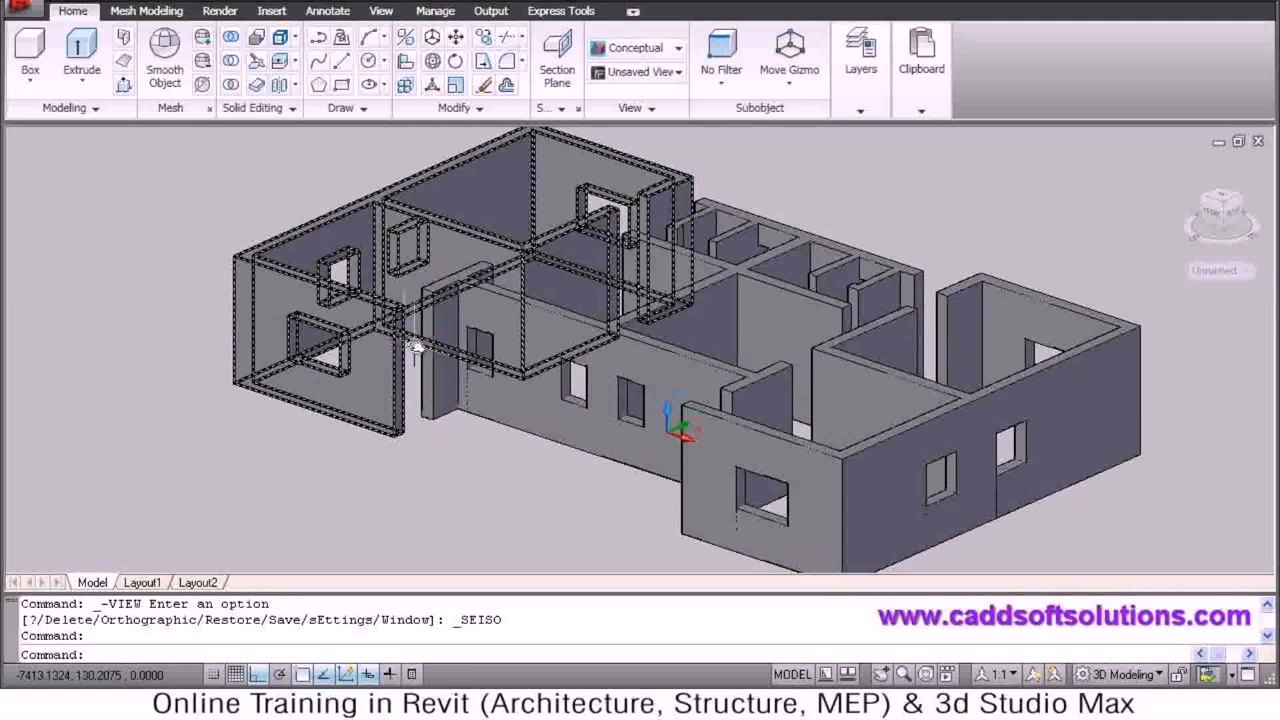 Home Mesh Modeling Render Insert Annotate View Manage Output Express Tools
Box Extrude Smooth Object Section Plane Conceptual Unsaved View No Filter Move Gizmo Layers Clipboard
Modeling Mesh Solid Editing Draw Modify S... View Subobject
Unnamed
Model Layout1 Layout2
Command: _-VIEW Enter an option
[?/Delete/Orthographic/Restore/Save/sEttings/Window]: _SEISO
Command:
Command:
www.caddsoftsolutions.com
-7413.1324, 130.2075, 0.0000 MODEL 1:1 3D Modeling
Online Training in Revit (Architecture, Structure, MEP) & 3d Studio Max